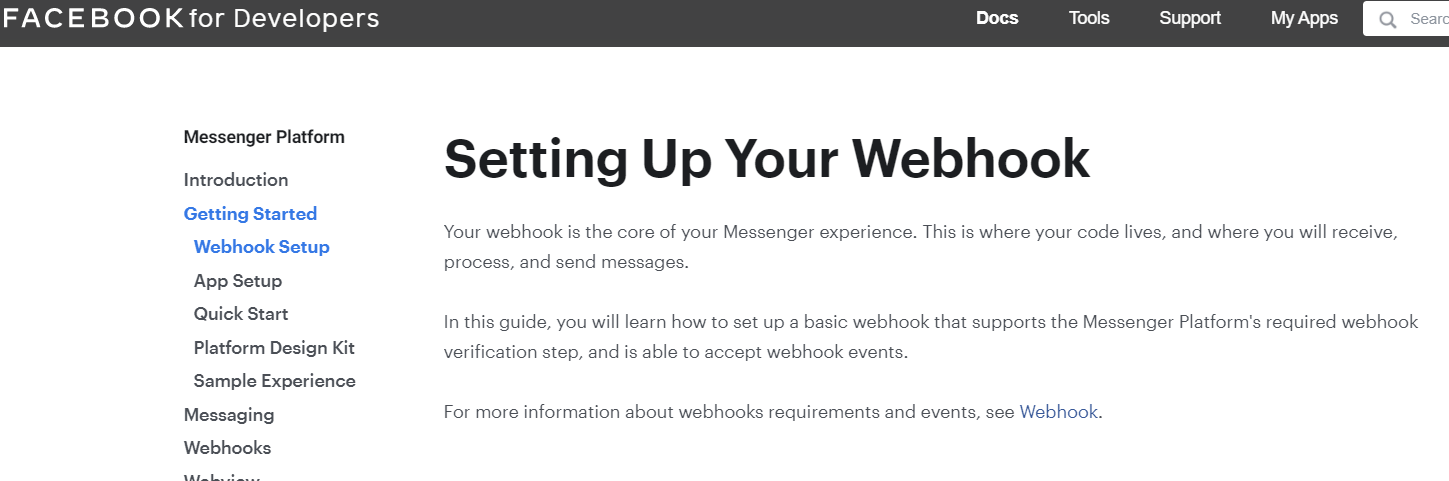 FACEBOOK for Developers
Docs
Tools
Support
My Apps
Searc
Messenger Platform
Introduction
Getting Started
Webhook Setup
App Setup
Quick Start
Platform Design Kit
Sample Experience
Messaging
Webhooks
Webview
Setting Up Your Webhook
Your webhook is the core of your Messenger experience. This is where your code lives, and where you will receive,
process, and send messages.
In this guide, you will learn how to set up a basic webhook that supports the Messenger Platform's required webhook
verification step, and is able to accept webhook events.
For more information about webhooks requirements and events, see Webhook.